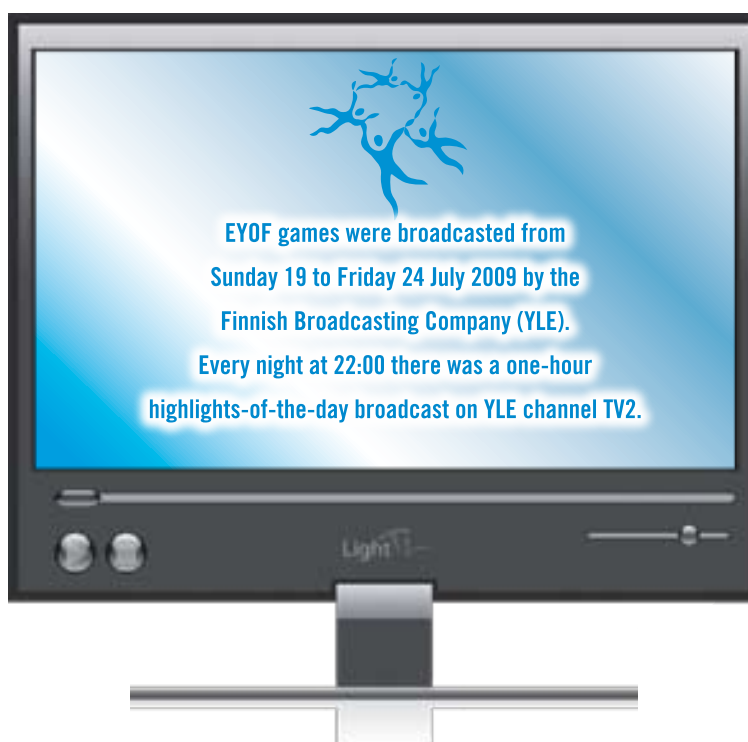 EYOF games were broadcasted from
Sunday 19 to Friday 24 July 2009 by the
Finnish Broadcasting Company (YLE).
Every night at 22:00 there was a one-hour
highlights-of-the-day broadcast on YLE channel TV2.
Light